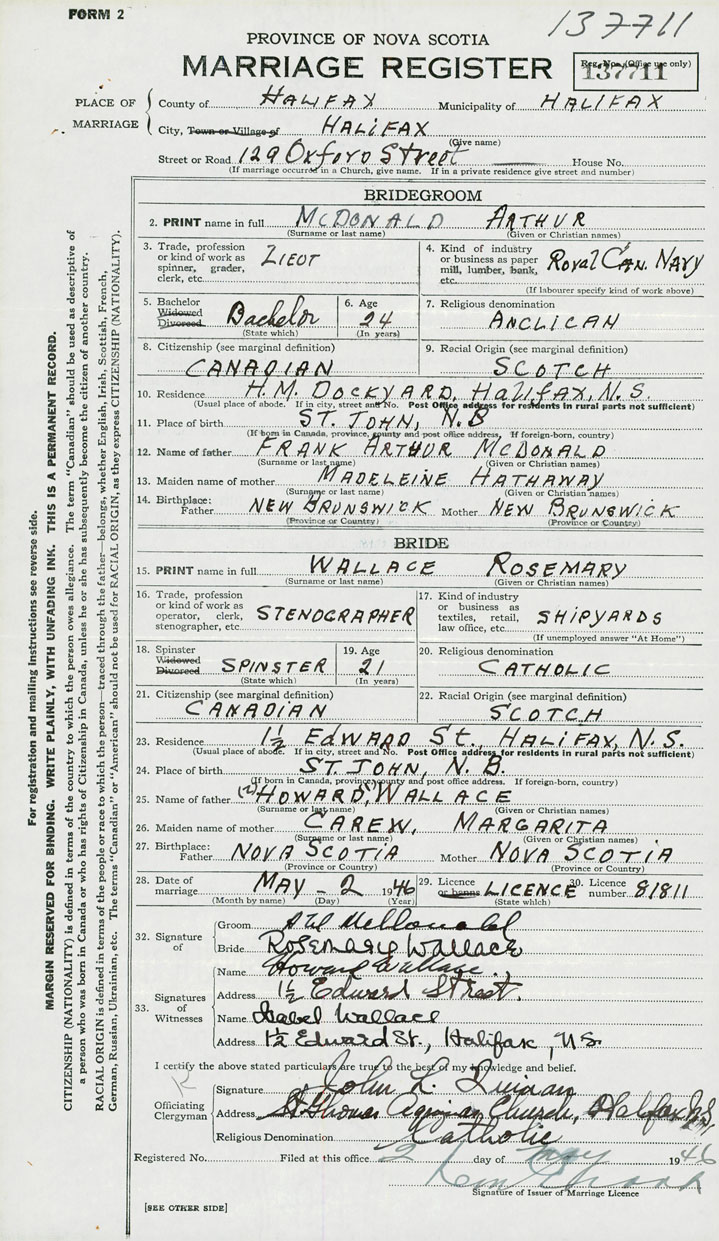 FORM 2
137711
PROVINCE OF NOVA SCOTIA
MARRIAGE REGISTER
Reg. No. (Office use only)
137711
PLACE OF MARRIAGE
County of HALIFAX Municipality of HALIFAX
City, Town or Village of HALIFAX
(Give name)
Street or Road 129 Oxford Street House No.
(If marriage occurred in a Church, give name. If in a private residence give street and number)
BRIDEGROOM
2. PRINT name in full MCDONALD ARTHUR
(Surname or last name) (Given or Christian names)
3. Trade, profession or kind of work as spinner, grader, clerk, etc. LIEUT
4. Kind of industry or business as paper mill, lumber, bank, etc. ROYAL CAN. NAVY
(If labourer specify kind of work above)
5. Bachelor Widowed Divorced Bachelor
(State which)
6. Age 24
(In years)
7. Religious denomination
ANGLICAN
8. Citizenship (see marginal definition)
CANADIAN
9. Racial Origin (see marginal definition)
SCOTCH
10. Residence H.M. DOCKYARD, HALIFAX, N.S.
(Usual place of abode. If in city, street and No. Post Office address for residents in rural parts not sufficient)
11. Place of birth ST. JOHN, N.B
(If born in Canada, province, county and post office address, If foreign-born, country)
12. Name of father FRANK ARTHUR MCDONALD
(Surname or last name) (Given or Christian names)
13. Maiden name of mother MADELEINE HATHAWAY
(Surname or last name) (Given or Christian names)
14. Birthplace:
Father NEW BRUNSWICK Mother NEW BRUNSWICK
(Province or Country) (Province or Country)
BRIDE
15. PRINT name in full WALLACE ROSEMARY
(Surname or last name) (Given or Christian names)
16. Trade, profession or kind of work as operator, clerk, stenographer, etc. STENOGRAPHER
17. Kind of industry or business as textiles, retail, law office, etc. SHIPYARDS
(If unemployed answer "At Home")
18. Spinster Widowed Divorced SPINSTER
(State which)
19. Age 21
(In years)
20. Religious denomination
CATHOLIC
21. Citizenship (see marginal definition)
CANADIAN
22. Racial Origin (see marginal definition)
SCOTCH
23. Residence 1½ EDWARD St., HALIFAX, N.S.
(Usual place of abode. If in city, street and No. Post Office address for residents in rural parts not sufficient)
24. Place of birth ST. JOHN, N.B.
(If born in Canada, province, county and post office address If foreign-born, country)
25. Name of father (2) HOWARD, (1) WALLACE
(Surname or last name) (Given or Christian names)
26. Maiden name of mother CAREW, MARGARITA
(Surname or last name) (Given or Christian names)
27. Birthplace:
Father NOVA SCOTIA Mother NOVA SCOTIA
(Province or Country) (Province or Country)
28. Date of marriage MAY - 2 1946
(Month by name) (Day) (Year)
29. Licence or banns LICENCE
(State which)
30. Licence number 81811
32. Signature of
Groom McDonald
Bride Rosemary Wallace
33. Signatures of Witnesses
Name Howard Wallace
Address 1½ Edward Street.
Name Isabel Wallace
Address 1½ Edward St., Halifax, N.S.
I certify the above stated particulars are true to the best of my knowledge and belief.
Officiating Clergyman
Signature John L. Quinan
Address St Thomas Aquinas Church, Halifax N.S.
Religious Denomination Catholic
Registered No. Filed at this office 2 day of May 1946
Signature of Issuer of Marriage Licence
[SEE OTHER SIDE]
For registration and mailing instructions see reverse side.
MARGIN RESERVED FOR BINDING. WRITE PLAINLY, WITH UNFADING INK. THIS IS A PERMANENT RECORD.
CITIZENSHIP (NATIONALITY) is defined in terms of the country to which the person owes allegiance. The term "Canadian" should be used as descriptive of
a person who was born in Canada or who has rights of Citizenship in Canada, unless he or she has subsequently become the citizen of another country.
RACIAL ORIGIN is defined in terms of the people or race to which the person—traced through the father—belongs, whether English, Irish, Scottish, French,
German, Russian, Ukrainian, etc. The terms "Canadian" or "American" should not be used for RACIAL ORIGIN, as they express CITIZENSHIP (NATIONALITY).